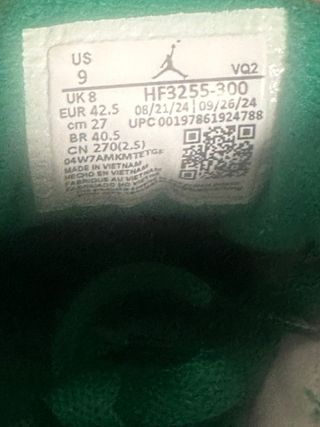 US
9
VQ2
UK 8
HF3255-300
EUR 42.5
08/21/24 | 09/26/24
cm 27
UPC 00197861924788
BR 40.5
CN 270(2.5)
04W7AMKMTETGE
MADE IN VIETNAM
HECHO EN VIETNAM
FABRIQUE AU VIETNAM